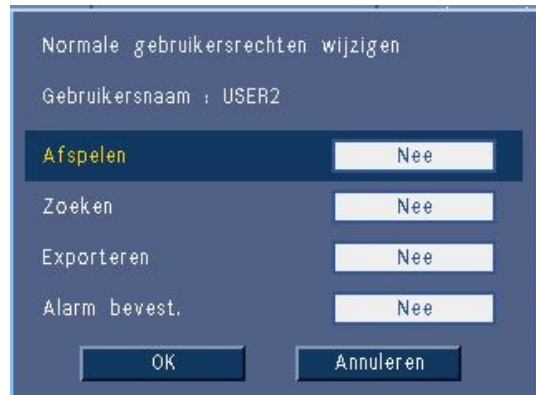 Normale gebruikersrechten wijzigen
Gebruikersnaam : USER2
Afspelen Nee
Zoeken Nee
Exporteren Nee
Alarm bevest. Nee
OK Annuleren